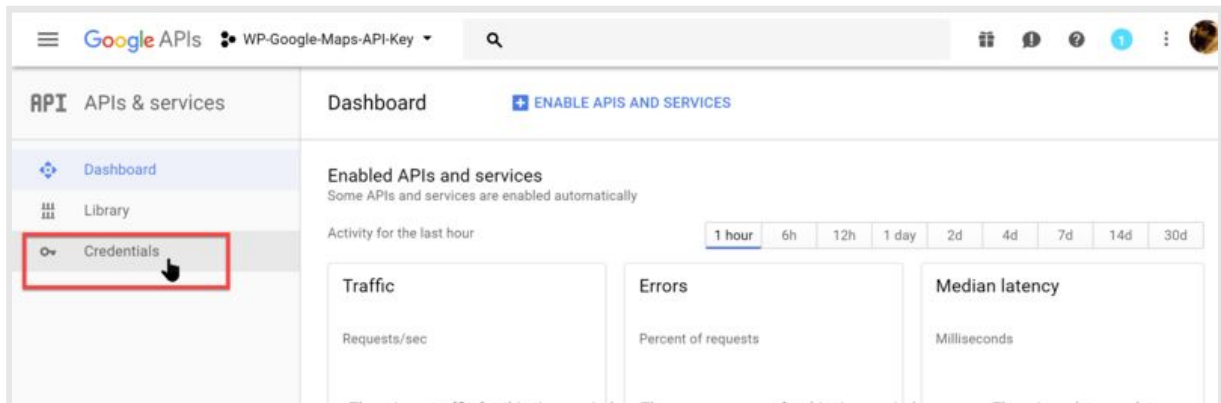 Google APIs WP-Google-Maps-API-Key 1
API APIs & services
Dashboard ENABLE APIS AND SERVICES
Dashboard
Library
Credentials
Enabled APIs and services
Some APIs and services are enabled automatically
Activity for the last hour
1 hour 6h 12h 1 day 2d 4d 7d 14d 30d
Traffic
Requests/sec
Errors
Percent of requests
Median latency
Milliseconds